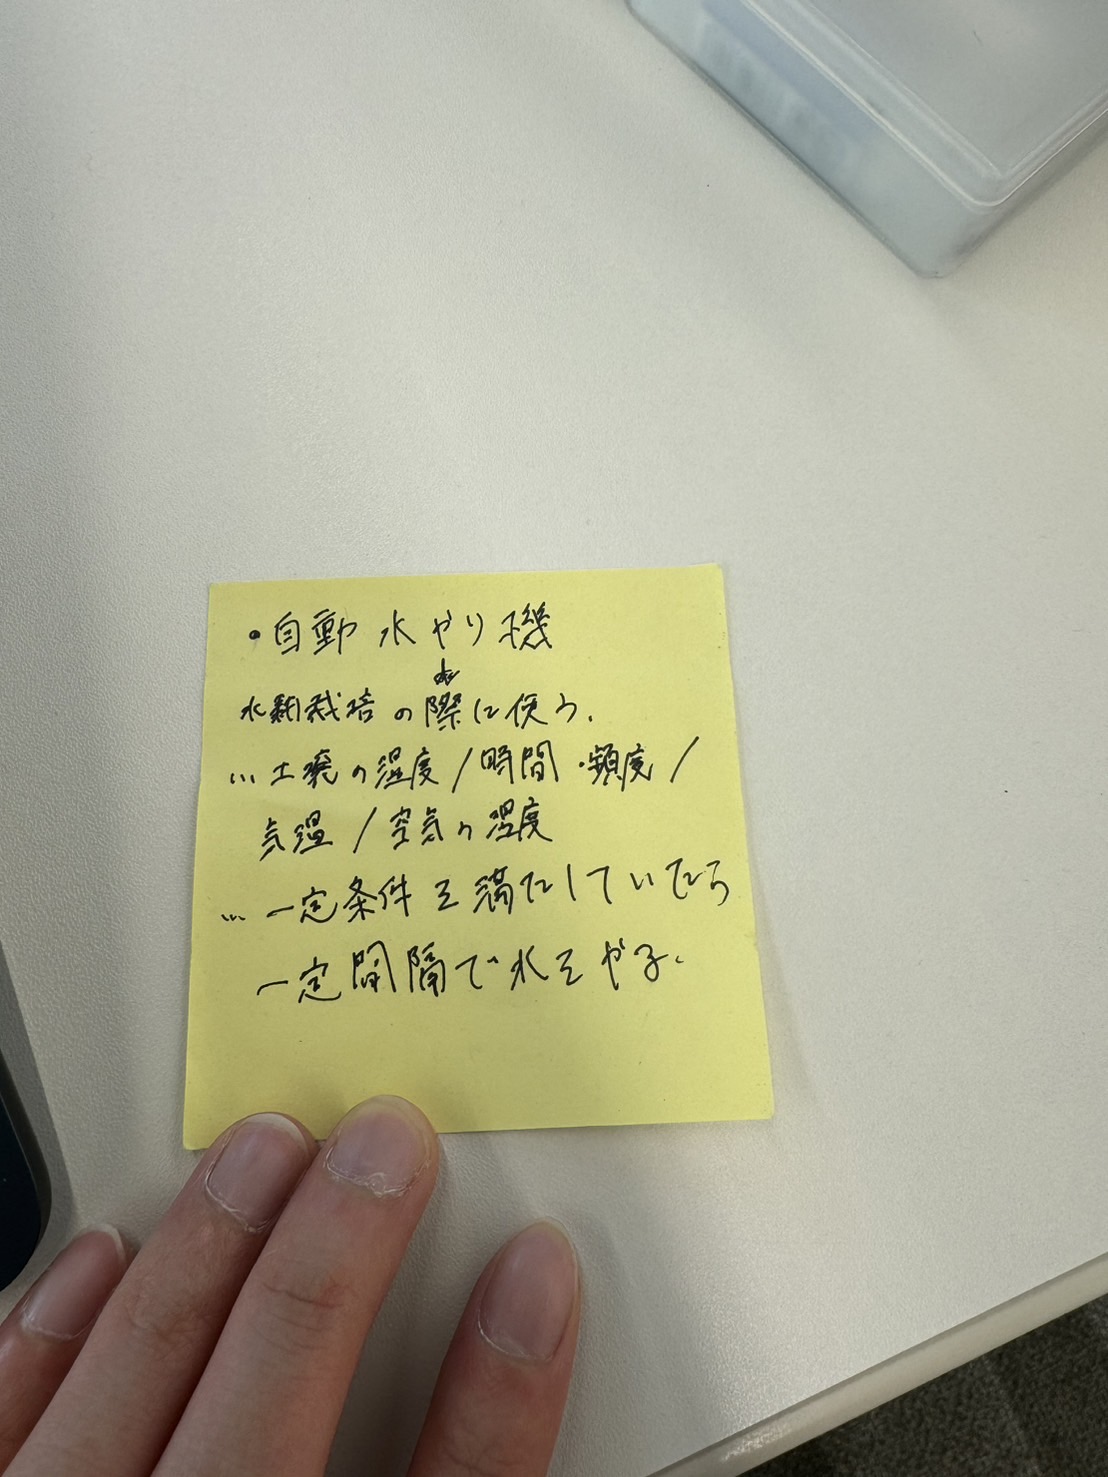 ・自動水やり機
水耕栽培の際に使う。
… 土壌の湿度/時間・頻度/
気温/空気の湿度
… 一定条件を満たしていたら
一定間隔で水をやる。